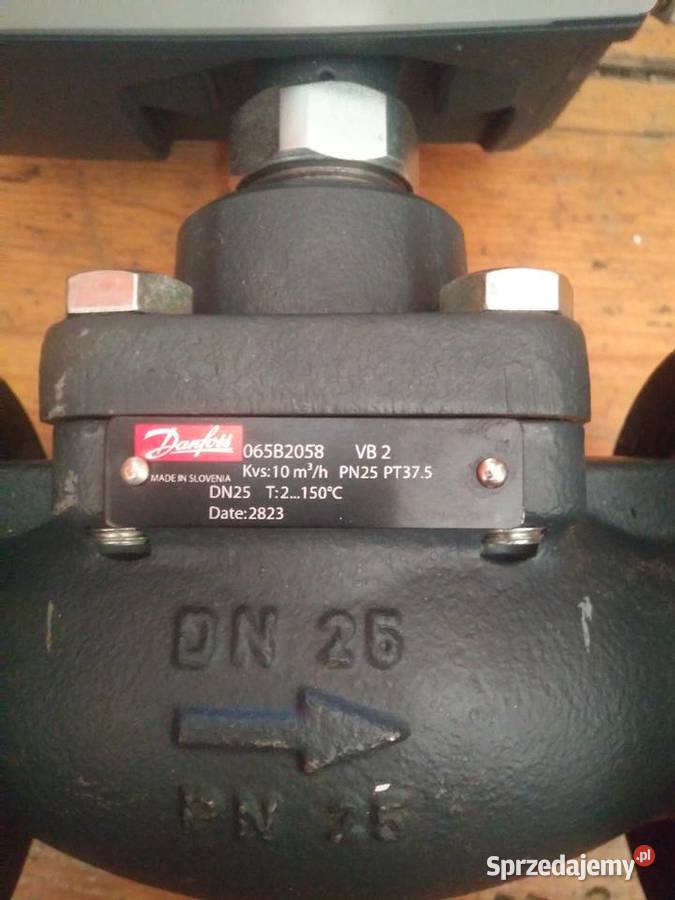 Danfoss 065B2058 VB 2
MADE IN SLOVENIA Kvs:10 m³/h PN25 PT37.5
DN25 T:2...150°C
Date:2823
DN 25
PN 25
Sprzedajemy.pl